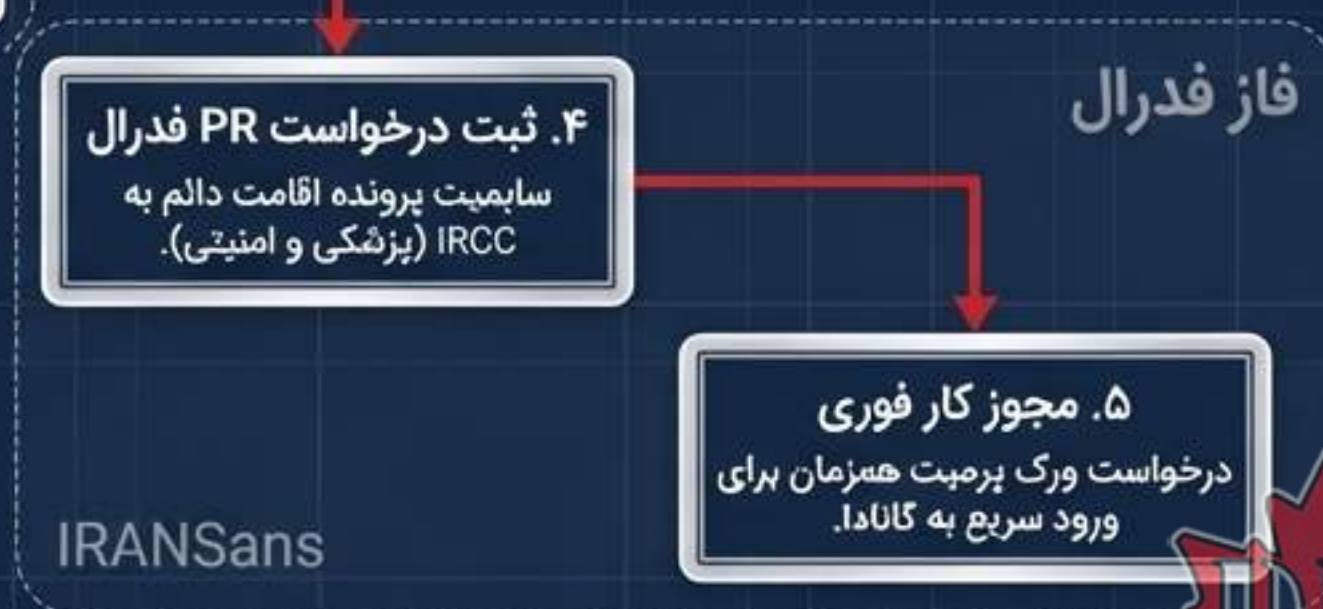 فاز فدرال
۴. ثبت درخواست PR فدرال
سابمیت پرونده اقامت دائم به
IRCC (پزشکی و امنیتی).
۵. مجوز کار فوری
درخواست ورک پرمیت همزمان برای
ورود سریع به کانادا.
IRANSans